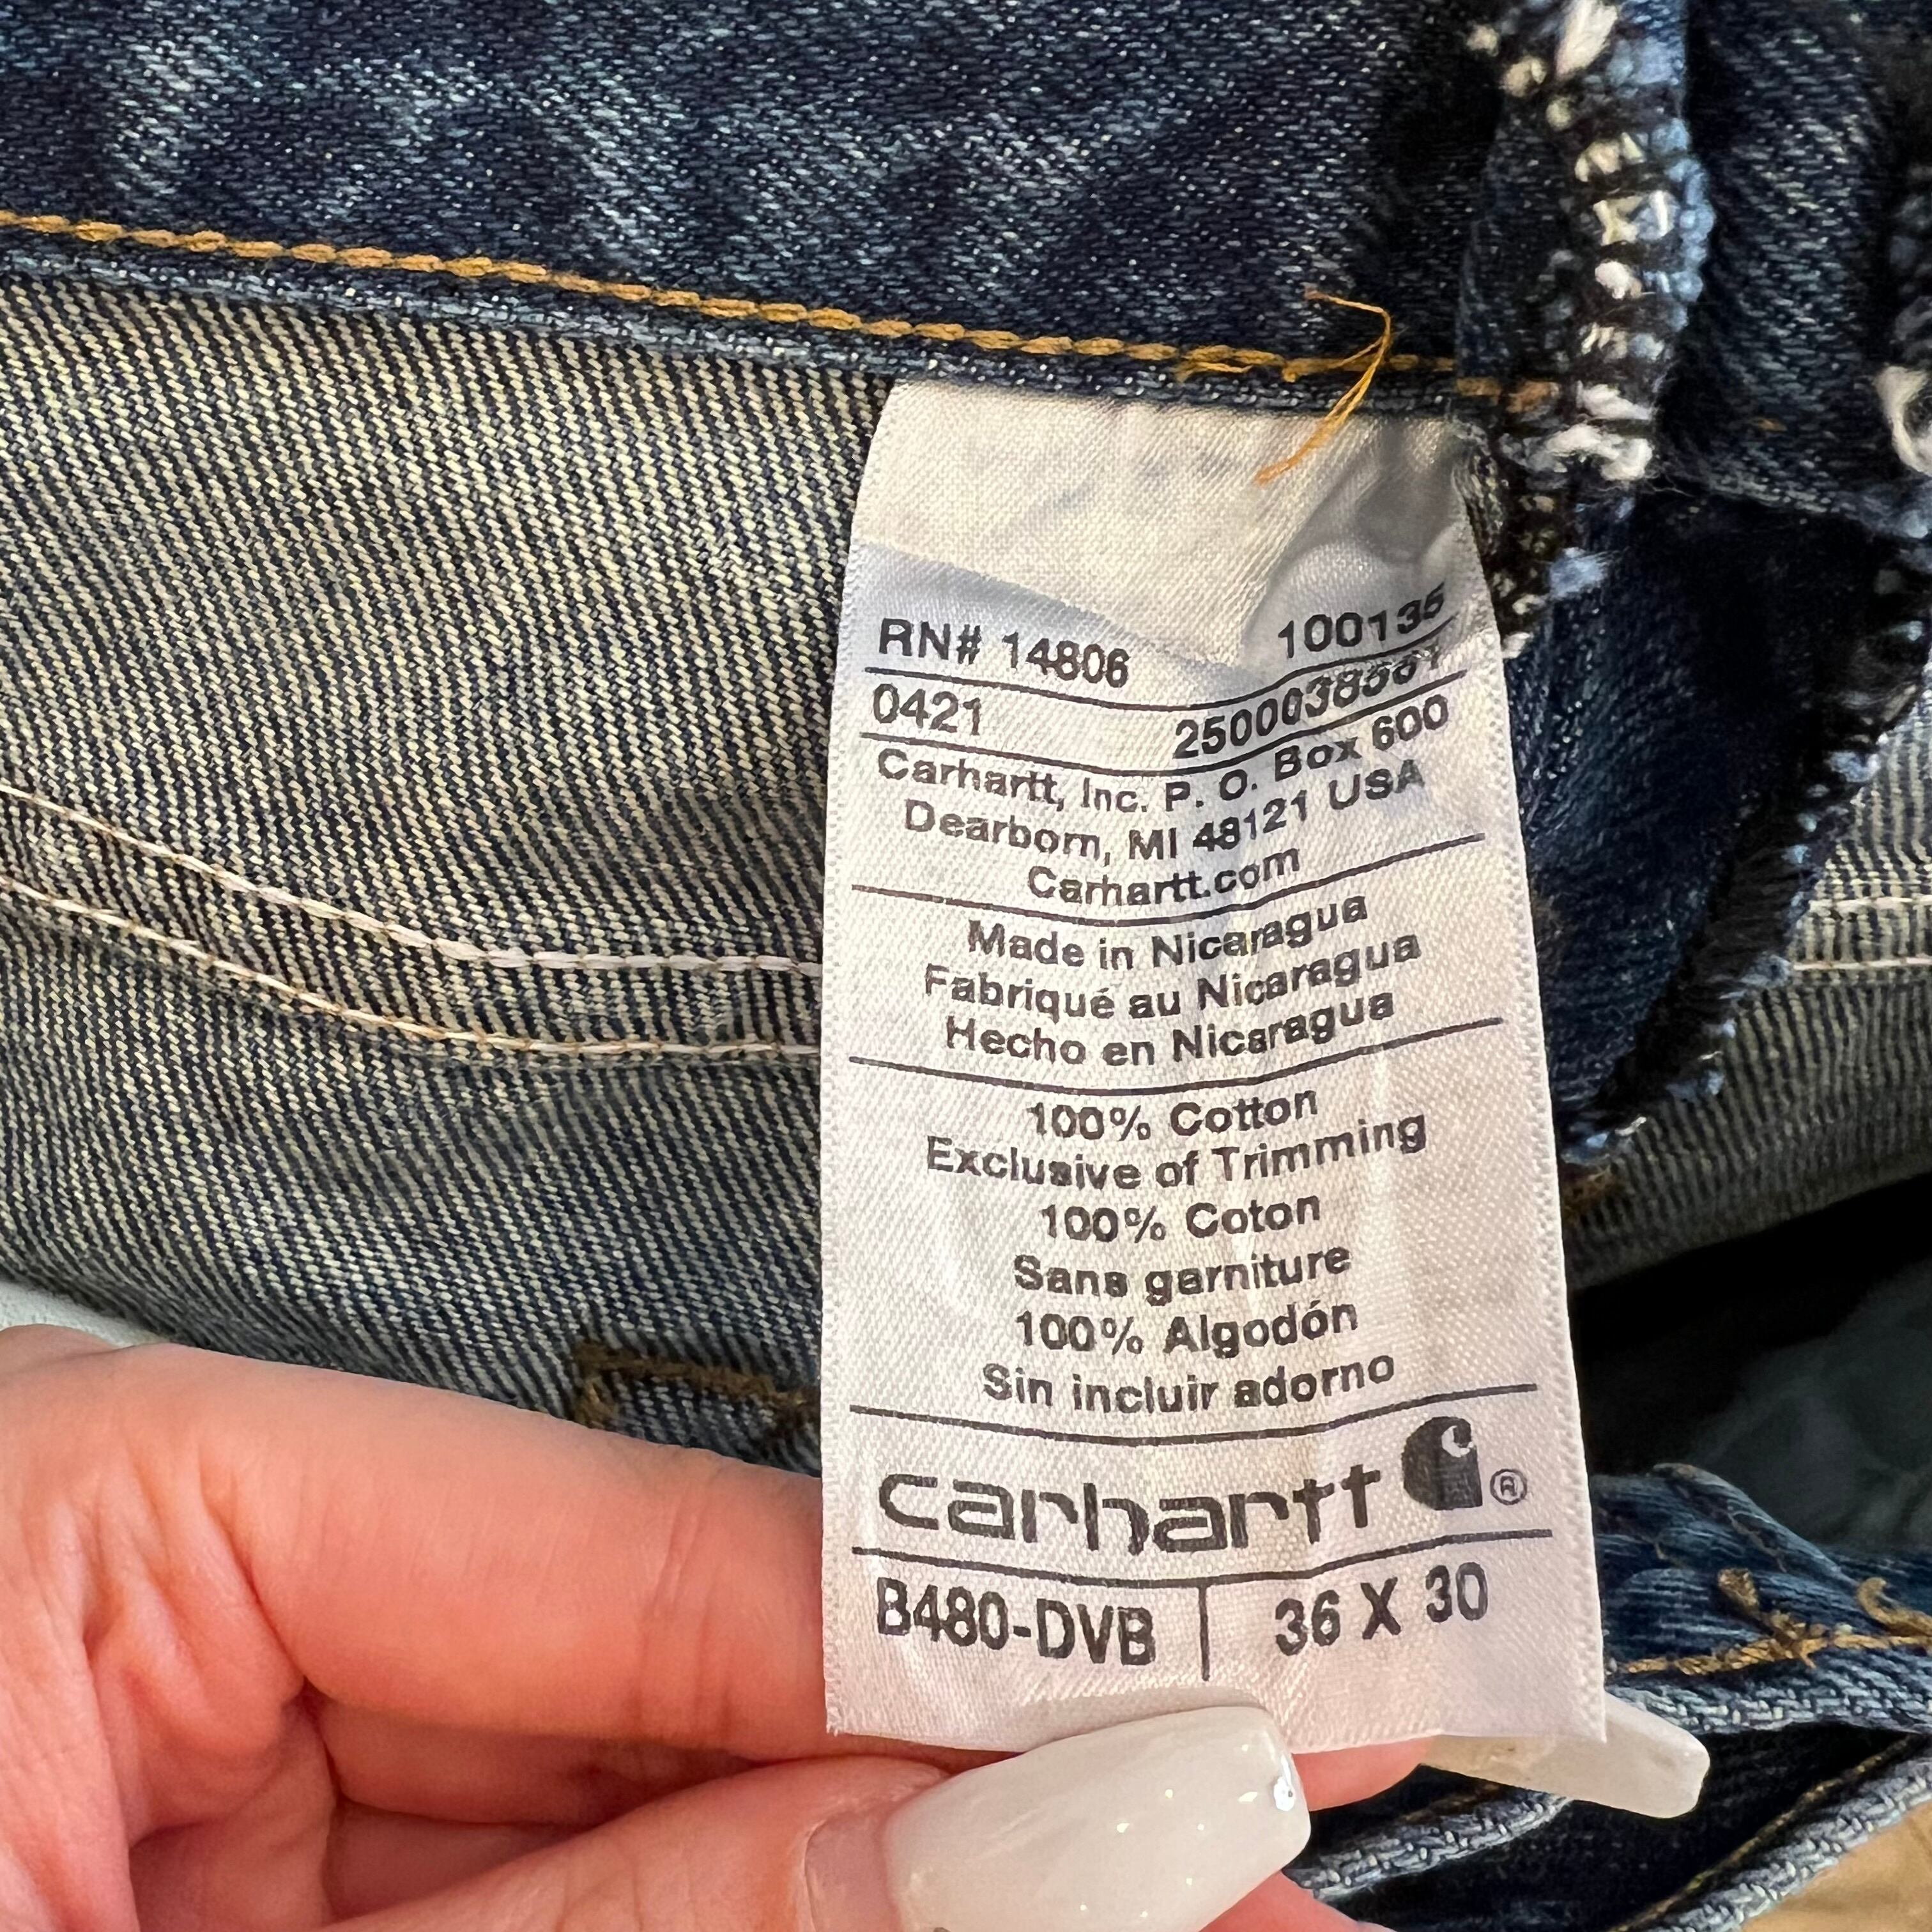 RN# 14806 100135
0421
Carhartt, Inc. P. O. Box 600
Dearborn, MI 48121 USA
Carhartt.com
Made in Nicaragua
Fabriqué au Nicaragua
Hecho en Nicaragua
100% Cotton
Exclusive of Trimming
100% Coton
Sans garniture
100% Algodón
Sin incluir adorno
carhartt ®
B480-DVB | 36 X 30